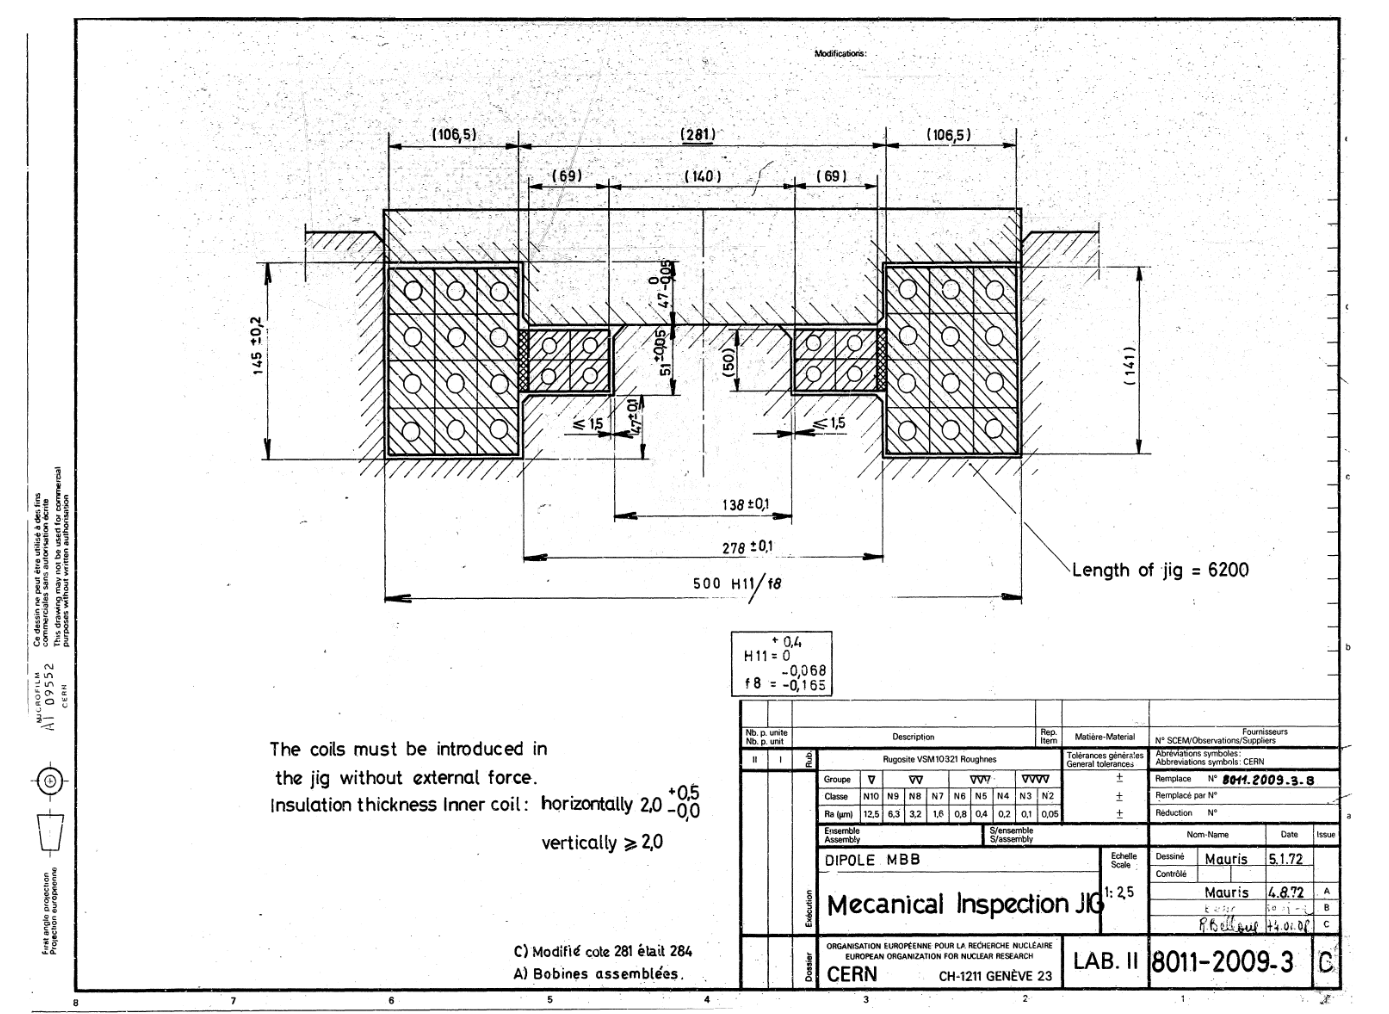 Modifications:
(106,5)
(281)
(106,5)
(69)
(140)
(69)
47 0 -0,05
145 ±0,2
51 ±0,05
(50)
(141)
≤ 1,5
47 ±0,1
≤ 1,5
138 ±0,1
278 ±0,1
500 H11/f8
Length of jig = 6200
+ 0,4
H11 = 0
-0,068
f8 = -0,165
The coils must be introduced in
the jig without external force.
Insulation thickness Inner coil: horizontally 2,0 +0,5 -0,0
vertically ⩾ 2,0
C) Modifié cote 281 était 284
A) Bobines assemblées.
Ce dessin ne peut être utilisé à des fins
commerciales sans autorisation écrite
This drawing may not be used for commercial
purposes without written authorisation
MICROFILM
A1 09552
CERN
First angle projection
Projection européenne
Nb. p. unite
Nb. p. unit
Description
Rep.
Item
Matière-Material
Fournisseurs
N° SCEM/Observations/Suppliers
II I Rub.
Rugosite VSM10321 Roughnes
Tolérances générales
General tolerances
Abréviations symboles:
Abbreviations symbols: CERN
Groupe ∇ ∇∇ ∇∇∇ ∇∇∇∇
Classe N10 N9 N8 N7 N6 N5 N4 N3 N2
Ra (µm) 12,5 6,3 3,2 1,6 0,8 0,4 0,2 0,1 0,05
±
±
±
Remplace N° 8011.2009.3.B
Remplacé par N°
Réduction N°
Ensemble
Assembly
S/ensemble
S/assembly
Nom-Name Date Issue
DIPOLE MBB
Echelle
Scale
1: 2,5
Dessiné Mauris 5.1.72
Contrôlé
Mauris 4.8.72 A
B
C
Exécution
Mecanical Inspection JIG
Dossier
ORGANISATION EUROPÉENNE POUR LA RECHERCHE NUCLÉAIRE
EUROPEAN ORGANIZATION FOR NUCLEAR RESEARCH
CERN CH-1211 GENÈVE 23
LAB. II
8011-2009-3
C
8 7 6 5 4 3 2 1
c
b
a